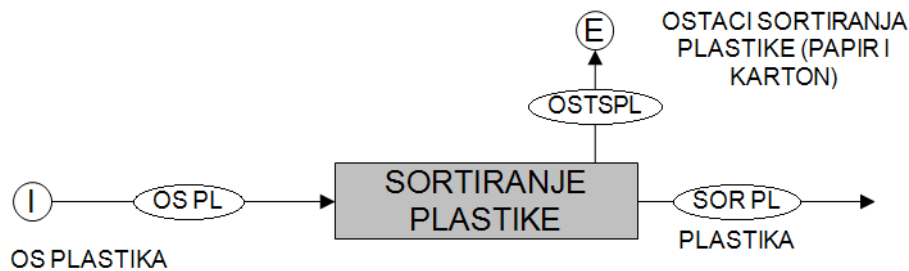 E
OSTACI SORTIRANJA
PLASTIKE (PAPIR I
KARTON)
OSTSPL
I
OS PL
SORTIRANJE
PLASTIKE
SOR PL
PLASTIKA
OS PLASTIKA